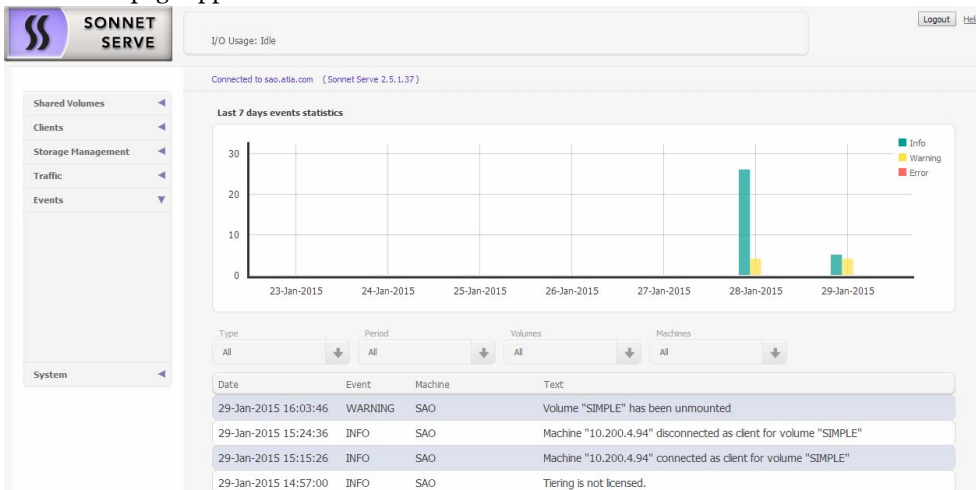 SONNET
SERVE
I/O Usage: Idle
Logout
Connected to sao.atia.com ( Sonnet Serve 2.5.1.37 )
Shared Volumes
Clients
Storage Management
Traffic
Events
System
Last 7 days events statistics
30
20
10
0
23-Jan-2015 24-Jan-2015 25-Jan-2015 26-Jan-2015 27-Jan-2015 28-Jan-2015 29-Jan-2015
Info
Warning
Error
Type Period Volumes Machines
All All All All
Date Event Machine Text
29-Jan-2015 16:03:46 WARNING SAO Volume "SIMPLE" has been unmounted
29-Jan-2015 15:24:36 INFO SAO Machine "10.200.4.94" disconnected as client for volume "SIMPLE"
29-Jan-2015 15:15:26 INFO SAO Machine "10.200.4.94" connected as client for volume "SIMPLE"
29-Jan-2015 14:57:00 INFO SAO Tiering is not licensed.